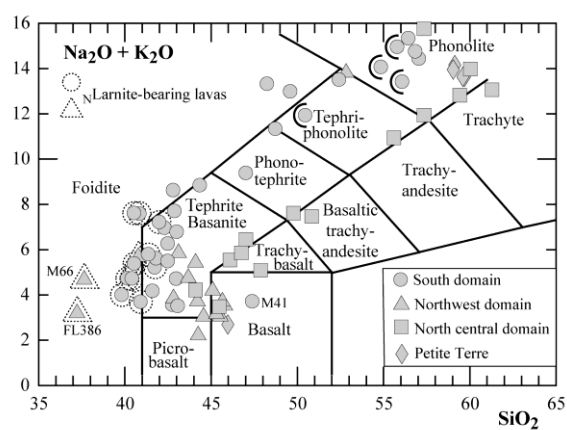 16
14
12
10
8
6
4
2
0
Na2O + K2O
N
Larnite-bearing lavas
Phonolite
Tephri-
phonolite
Trachyte
Foidite
Phono-
tephrite
Trachy-
andesite
Tephrite
Basanite
Basaltic
trachy-
andesite
Trachy-
basalt
M66
M41
FL386
Basalt
Picro-
basalt
South domain
Northwest domain
North central domain
Petite Terre
35 40 45 50 55 60 65
SiO2